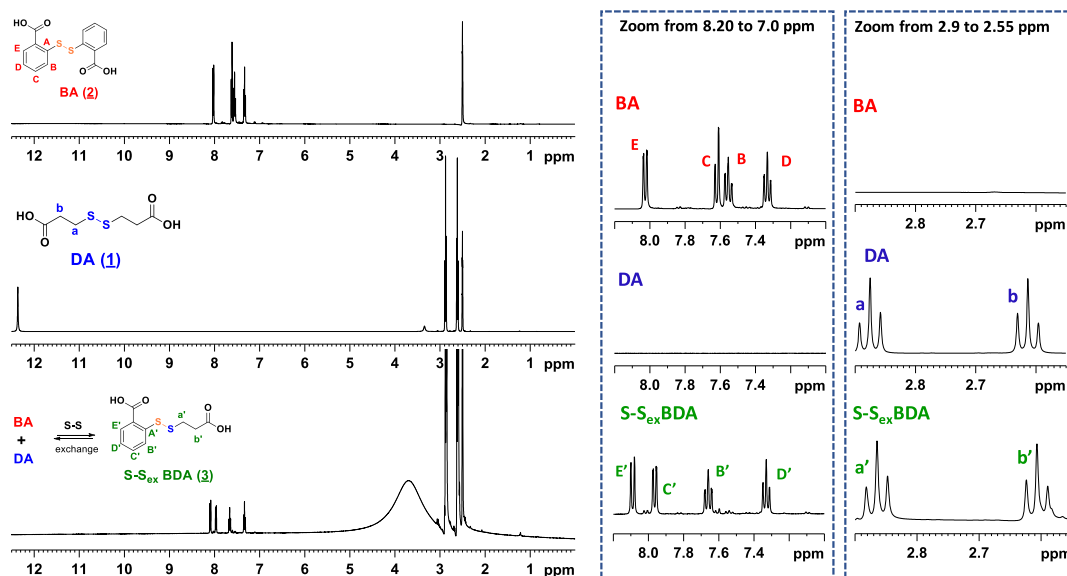 HO
O
E
A
S
S
D
B
C
O
OH
BA (2)
12 11 10 9 8 7 6 5 4 3 2 1 ppm
HO
b
O
a
S
S
O
OH
DA (1)
12 11 10 9 8 7 6 5 4 3 2 1 ppm
BA
+
DA
S-S
exchange
HO
O
E'
A'
S
S
a'
b'
O
OH
D'
B'
C'
S-Sex BDA (3)
12 11 10 9 8 7 6 5 4 3 2 1 ppm
Zoom from 8.20 to 7.0 ppm
BA
E
C
B
D
8.0 7.8 7.6 7.4 ppm
DA
8.0 7.8 7.6 7.4 ppm
S-SexBDA
E’
C’
B’
D’
8.0 7.8 7.6 7.4 ppm
Zoom from 2.9 to 2.55 ppm
BA
2.8 2.7 ppm
DA
a
b
2.8 2.7 ppm
S-SexBDA
a’
b’
2.8 2.7 ppm